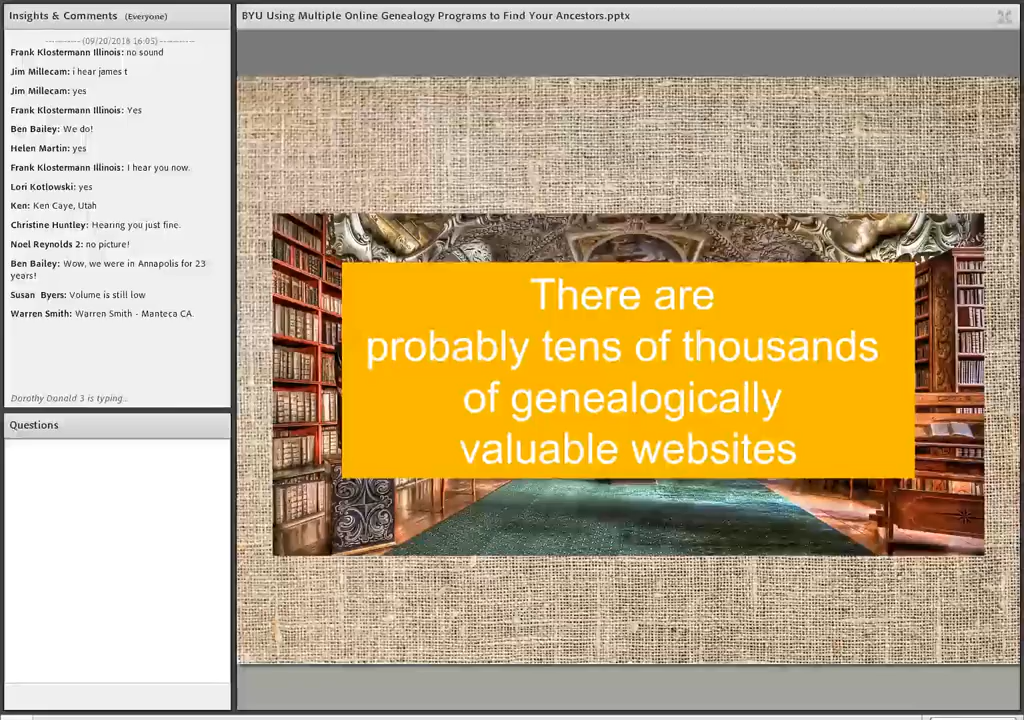 Insights & Comments (Everyone)
---------- (09/20/2018 16:05) ----------
Frank Klostermann Illinois: no sound
Jim Millecam: i hear james t
Jim Millecam: yes
Frank Klostermann Illinois: Yes
Ben Bailey: We do!
Helen Martin: yes
Frank Klostermann Illinois: I hear you now.
Lori Kotlowski: yes
Ken: Ken Caye, Utah
Christine Huntley: Hearing you just fine.
Noel Reynolds 2: no picture!
Ben Bailey: Wow, we were in Annapolis for 23
years!
Susan Byers: Volume is still low
Warren Smith: Warren Smith - Manteca CA.
Dorothy Danald 3 is typing..
Questions
BYU Using Multiple Online Genealogy Programs to Find Your Ancestors.pptx
There are
probably tens of thousands
of genealogically
valuable websites